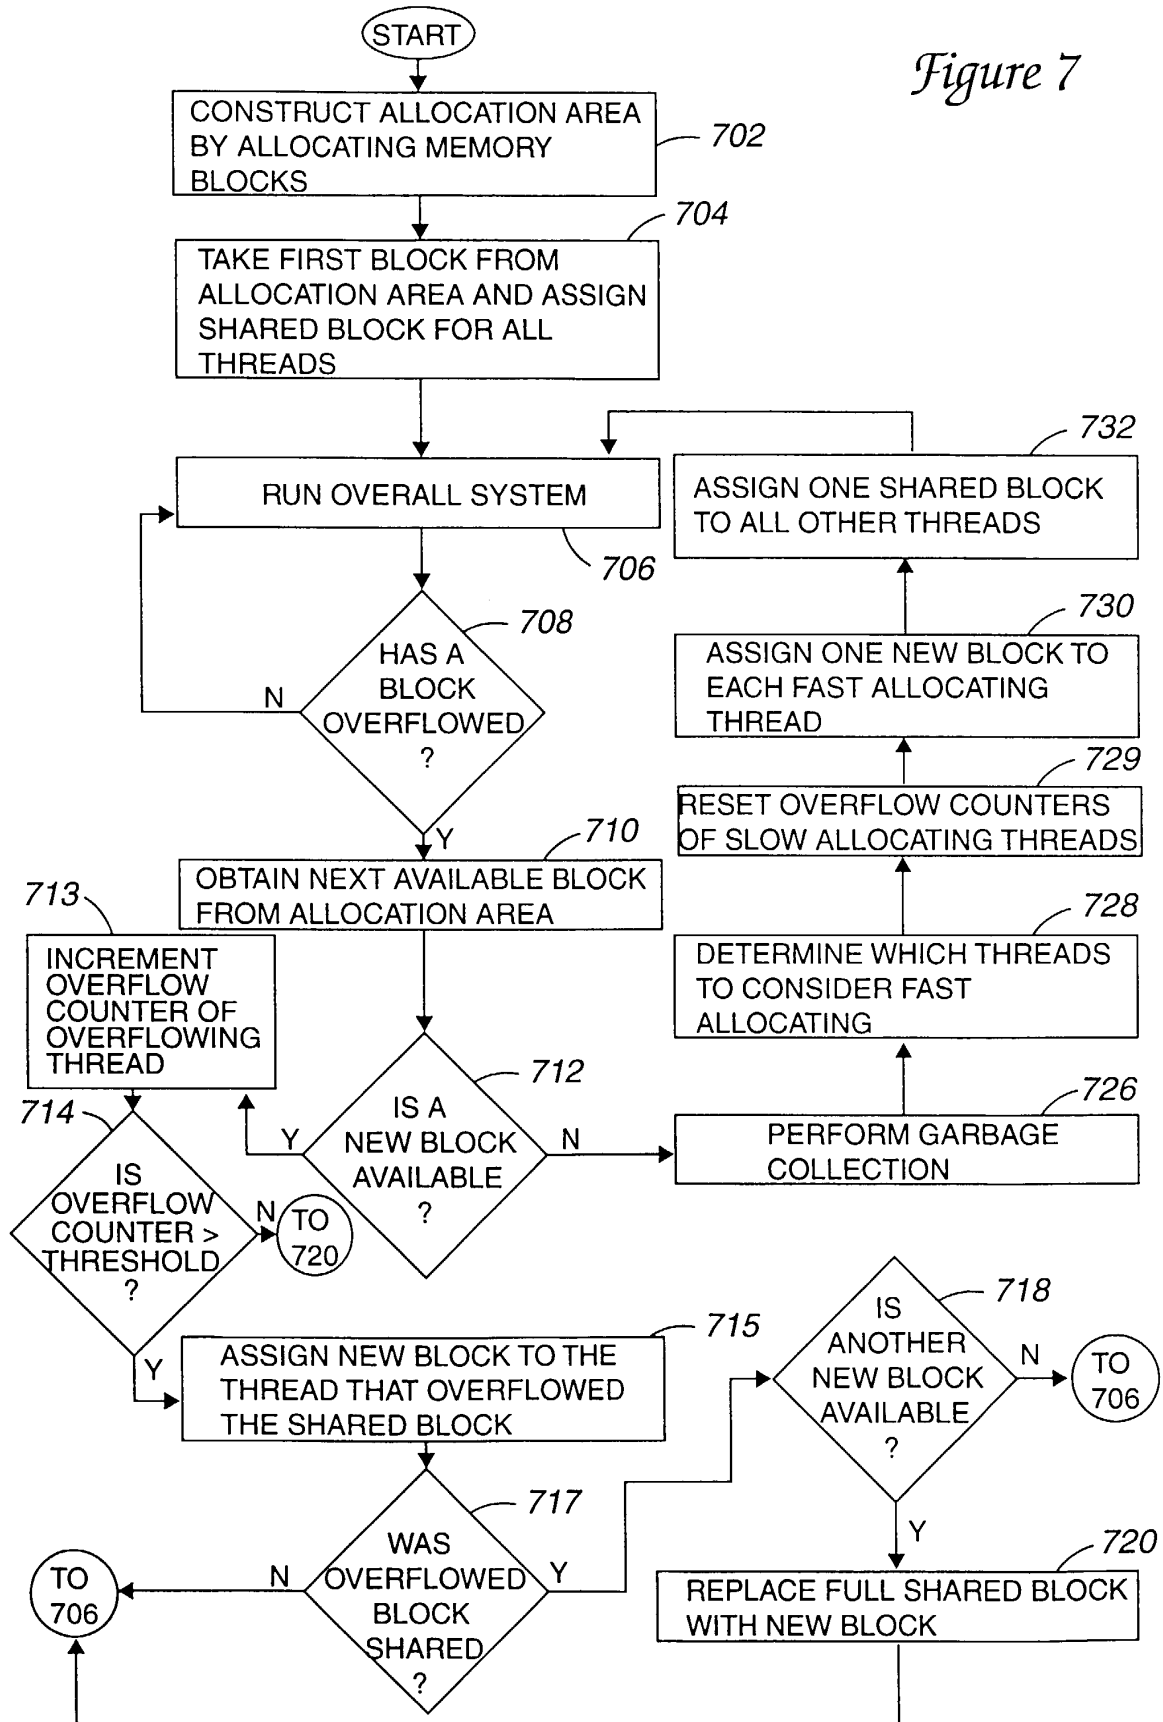 START
Figure 7
CONSTRUCT ALLOCATION AREA
BY ALLOCATING MEMORY
BLOCKS
702
704
TAKE FIRST BLOCK FROM
ALLOCATION AREA AND ASSIGN
SHARED BLOCK FOR ALL
THREADS
732
RUN OVERALL SYSTEM
ASSIGN ONE SHARED BLOCK
TO ALL OTHER THREADS
706
708
HAS A
BLOCK
OVERFLOWED
?
N
Y
730
ASSIGN ONE NEW BLOCK TO
EACH FAST ALLOCATING
THREAD
729
RESET OVERFLOW COUNTERS
OF SLOW ALLOCATING THREADS
710
OBTAIN NEXT AVAILABLE BLOCK
FROM ALLOCATION AREA
713
INCREMENT
OVERFLOW
COUNTER OF
OVERFLOWING
THREAD
728
DETERMINE WHICH THREADS
TO CONSIDER FAST
ALLOCATING
712
IS A
NEW BLOCK
AVAILABLE
?
Y
N
726
PERFORM GARBAGE
COLLECTION
714
IS
OVERFLOW
COUNTER >
THRESHOLD
?
N
TO
720
Y
715
ASSIGN NEW BLOCK TO THE
THREAD THAT OVERFLOWED
THE SHARED BLOCK
718
IS
ANOTHER
NEW BLOCK
AVAILABLE
?
N
TO
706
Y
717
WAS
OVERFLOWED
BLOCK
SHARED
?
N
Y
TO
706
720
REPLACE FULL SHARED BLOCK
WITH NEW BLOCK